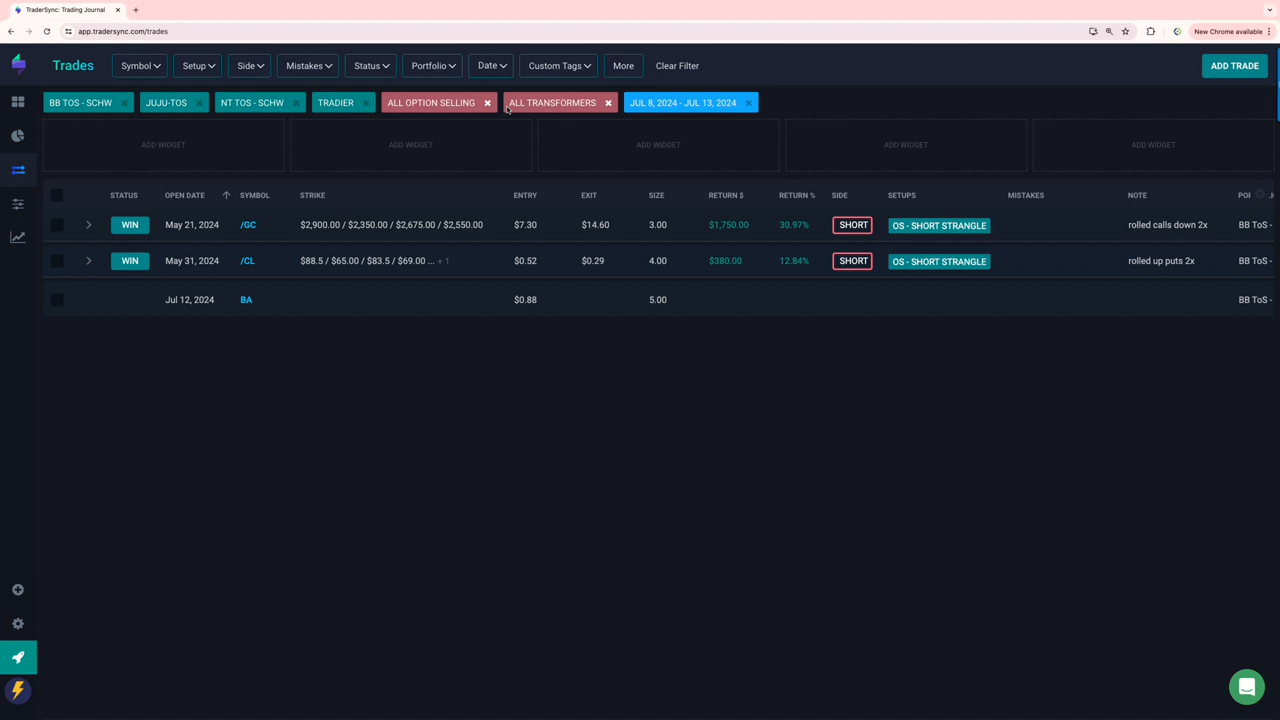 TraderSync: Trading Journal
app.tradersync.com/trades
New Chrome available
Trades
Symbol
Setup
Side
Mistakes
Status
Portfolio
Date
Custom Tags
More
Clear Filter
ADD TRADE
BB TOS - SCHW
JUJU-TOS
NT TOS - SCHW
TRADIER
ALL OPTION SELLING
ALL TRANSFORMERS
JUL 8, 2024 - JUL 13, 2024
ADD WIDGET
ADD WIDGET
ADD WIDGET
ADD WIDGET
ADD WIDGET
STATUS OPEN DATE SYMBOL STRIKE ENTRY EXIT SIZE RETURN $ RETURN % SIDE SETUPS MISTAKES NOTE
WIN May 21, 2024 /GC $2,900.00 / $2,350.00 / $2,675.00 / $2,550.00 $7.30 $14.60 3.00 $1,750.00 30.97% SHORT OS - SHORT STRANGLE rolled calls down 2x BB ToS -
WIN May 31, 2024 /CL $88.5 / $65.00 / $83.5 / $69.00 ... + 1 $0.52 $0.29 4.00 $380.00 12.84% SHORT OS - SHORT STRANGLE rolled up puts 2x BB ToS -
Jul 12, 2024 BA $0.88 5.00 BB ToS -